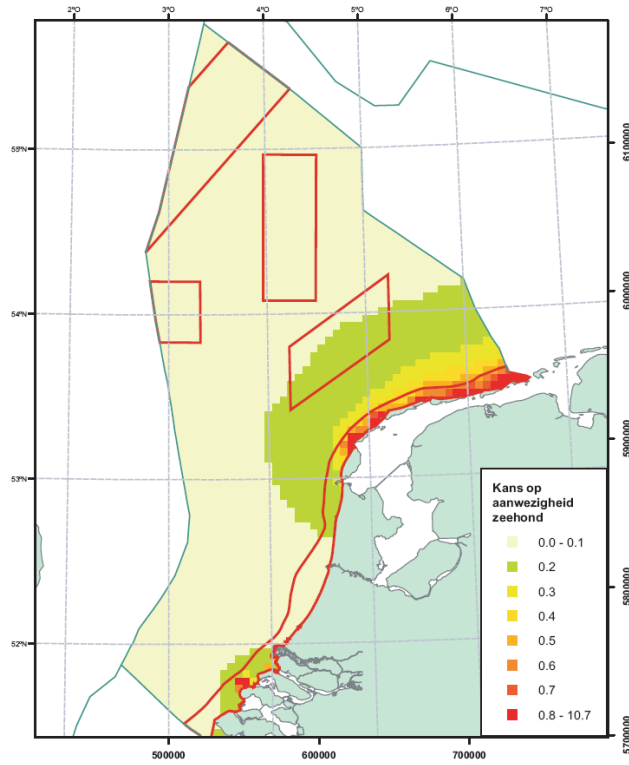 2°O 3°O 4°O 5°O 6°O 7°O
55°N
54°N
53°N
52°N
6100000
6000000
5900000
5800000
5700000
Kans op
aanwezigheid
zeehond
0.0 - 0.1
0.2
0.3
0.4
0.5
0.6
0.7
0.8 - 10.7
500000 600000 700000